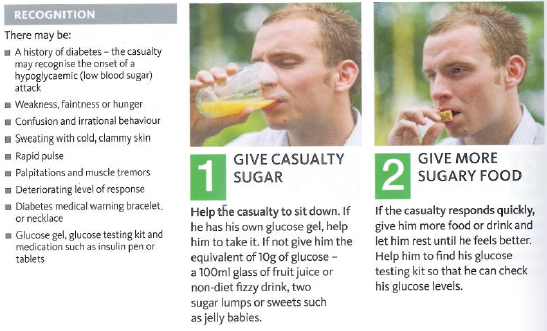 RECOGNITION
There may be:
A history of diabetes – the casualty
may recognise the onset of a
hypoglycaemic (low blood sugar)
attack
Weakness, faintness or hunger
Confusion and irrational behaviour
Sweating with cold, clammy skin
Rapid pulse
Palpitations and muscle tremors
Deteriorating level of response
Diabetes medical warning bracelet,
or necklace
Glucose gel, glucose testing kit and
medication such as insulin pen or
tablets
1 GIVE CASUALTY
SUGAR
Help the casualty to sit down. If
he has his own glucose gel, help
him to take it. If not give him the
equivalent of 10g of glucose –
a 100ml glass of fruit juice or
non-diet fizzy drink, two
sugar lumps or sweets such
as jelly babies.
2 GIVE MORE
SUGARY FOOD
If the casualty responds quickly,
give him more food or drink and
let him rest until he feels better.
Help him to find his glucose
testing kit so that he can check
his glucose levels.